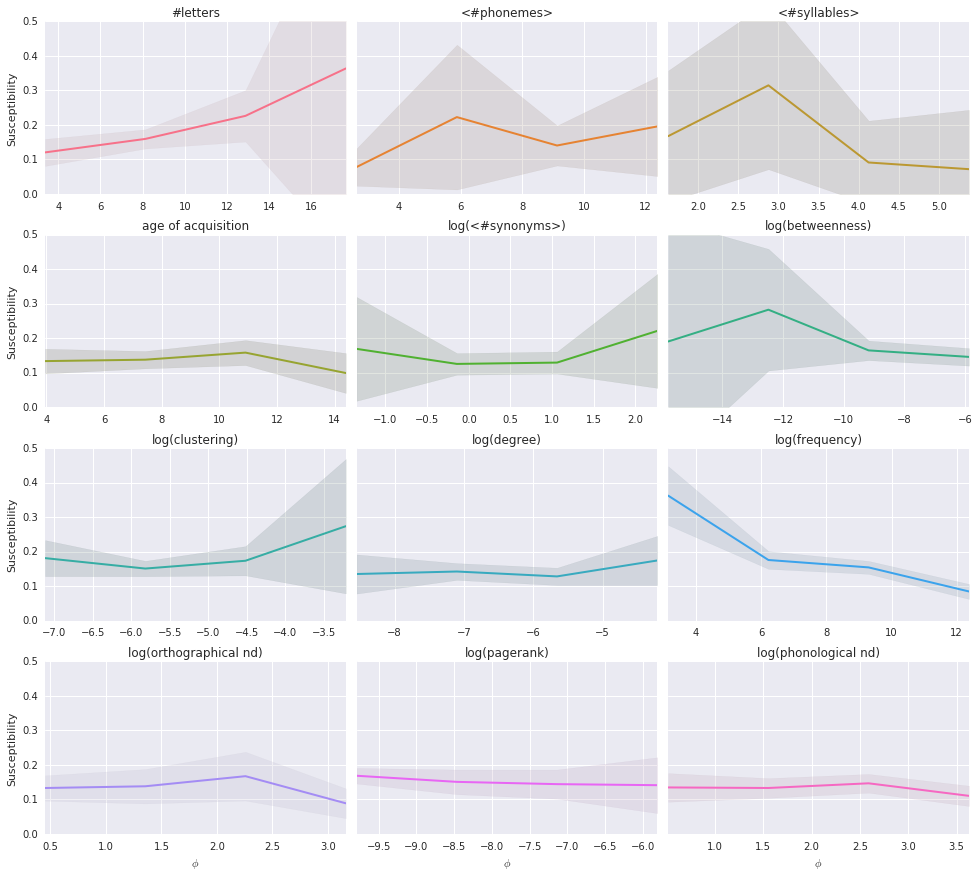 #letters
<#phonemes>
<#syllables>
Susceptibility
0.5
0.4
0.3
0.2
0.1
0.0
4 6 8 10 12 14 16
4 6 8 10 12
2.0 2.5 3.0 3.5 4.0 4.5 5.0
age of acquisition
log(<#synonyms>)
log(betweenness)
Susceptibility
0.5
0.4
0.3
0.2
0.1
0.0
4 6 8 10 12 14
−1.0 −0.5 0.0 0.5 1.0 1.5 2.0
−14 −12 −10 −8 −6
log(clustering)
log(degree)
log(frequency)
Susceptibility
0.5
0.4
0.3
0.2
0.1
0.0
−7.0 −6.5 −6.0 −5.5 −5.0 −4.5 −4.0 −3.5
−8 −7 −6 −5
4 6 8 10 12
log(orthographical nd)
log(pagerank)
log(phonological nd)
Susceptibility
0.5
0.4
0.3
0.2
0.1
0.0
0.5 1.0 1.5 2.0 2.5 3.0
−9.5 −9.0 −8.5 −8.0 −7.5 −7.0 −6.5 −6.0
1.0 1.5 2.0 2.5 3.0 3.5
ϕ
ϕ
ϕ